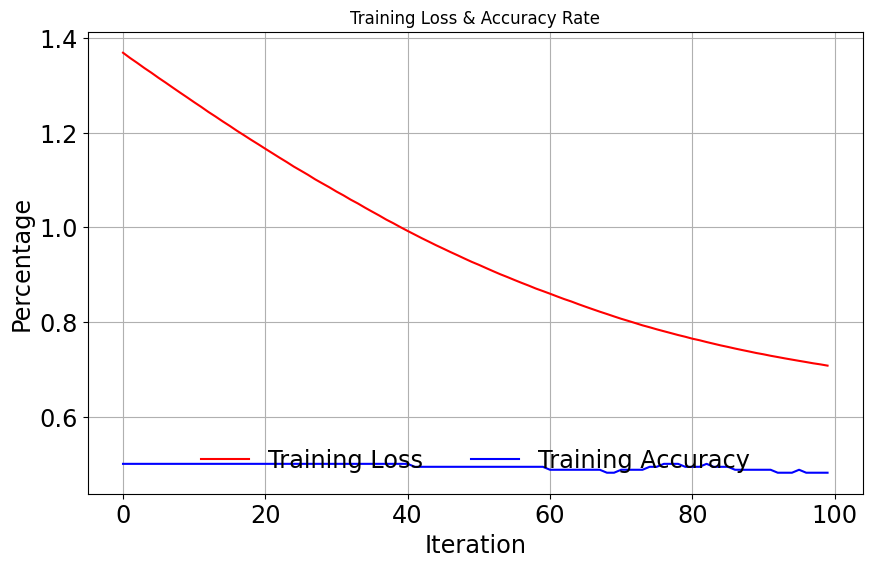 Training Loss & Accuracy Rate
1.4
1.2
1.0
0.8
0.6
Percentage
Training Loss Training Accuracy
0 20 40 60 80 100
Iteration